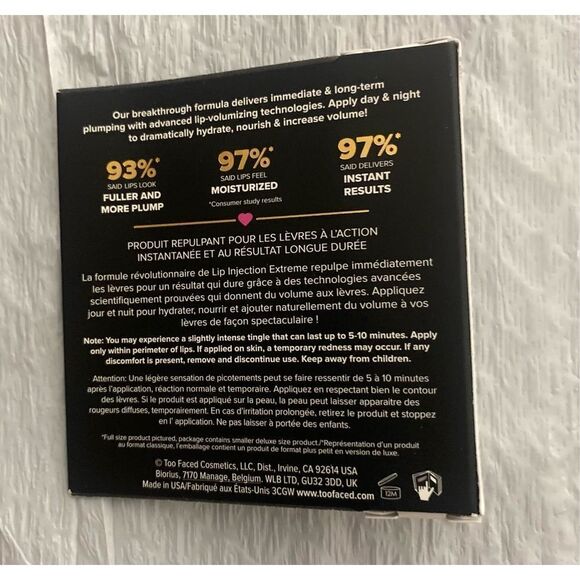 Our breakthrough formula delivers immediate & long-term
plumping with advanced lip-volumizing technologies. Apply day & night
to dramatically hydrate, nourish & increase volume!
93%* 97%* 97%*
SAID LIPS LOOK SAID LIPS FEEL SAID DELIVERS
FULLER AND MOISTURIZED INSTANT
MORE PLUMP *Consumer study results RESULTS
PRODUIT REPULPANT POUR LES LÈVRES À L'ACTION
INSTANTANÉE ET AU RÉSULTAT LONGUE DURÉE
La formule révolutionnaire de Lip Injection Extreme repulpe immédiatement
les lèvres pour un résultat qui dure grâce à des technologies avancées
scientifiquement prouvées qui donnent du volume aux lèvres. Appliquez
jour et nuit pour hydrater, nourrir et ajouter naturellement du volume à vos
lèvres de façon spectaculaire !
Note: You may experience a slightly intense tingle that can last up to 5-10 minutes. Apply
only within perimeter of lips. If applied on skin, a temporary redness may occur. If any
discomfort is present, remove and discontinue use. Keep away from children.
Attention: Une légère sensation de picotements peut se faire ressentir de 5 à 10 minutes
après l'application, réaction normale et temporaire. Appliquez en respectant bien le contour
des lèvres. Si le produit est appliqué sur la peau, la peau peut laisser apparaitre des
rougeurs diffuses, temporairement. En cas d'irritation prolongée, retirez le produit et stoppez
en l' application. Ne pas laisser à portée des enfants.
*Full size product pictured, package contains smaller deluxe size product./*Représentation d'un produit
au format classique, l'emballage contient un produit de format plus petit en version de luxe.
© Too Faced Cosmetics, LLC, Dist., Irvine, CA 92614 USA
Biorius, 7170 Manage, Belgium. WLB LTD, GU32 3DD, UK
Made in USA/Fabriqué aux États-Unis 3CGW www.toofaced.com
12M